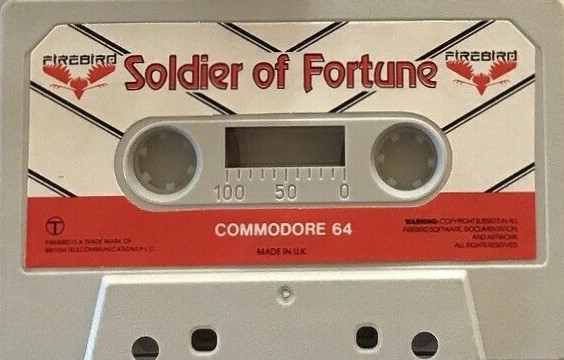 FIREBIRD Soldier of Fortune FIREBIRD
100 50 0
COMMODORE 64
MADE IN U.K
T
FIREBIRD IS A TRADE MARK OF
BRITISH TELECOMMUNICATIONS P L C
WARNING: COPYRIGHT SUBSISTS IN ALL
FIREBIRD SOFTWARE, DOCUMENTATION,
AND ARTWORK.
ALL RIGHTS RESERVED.